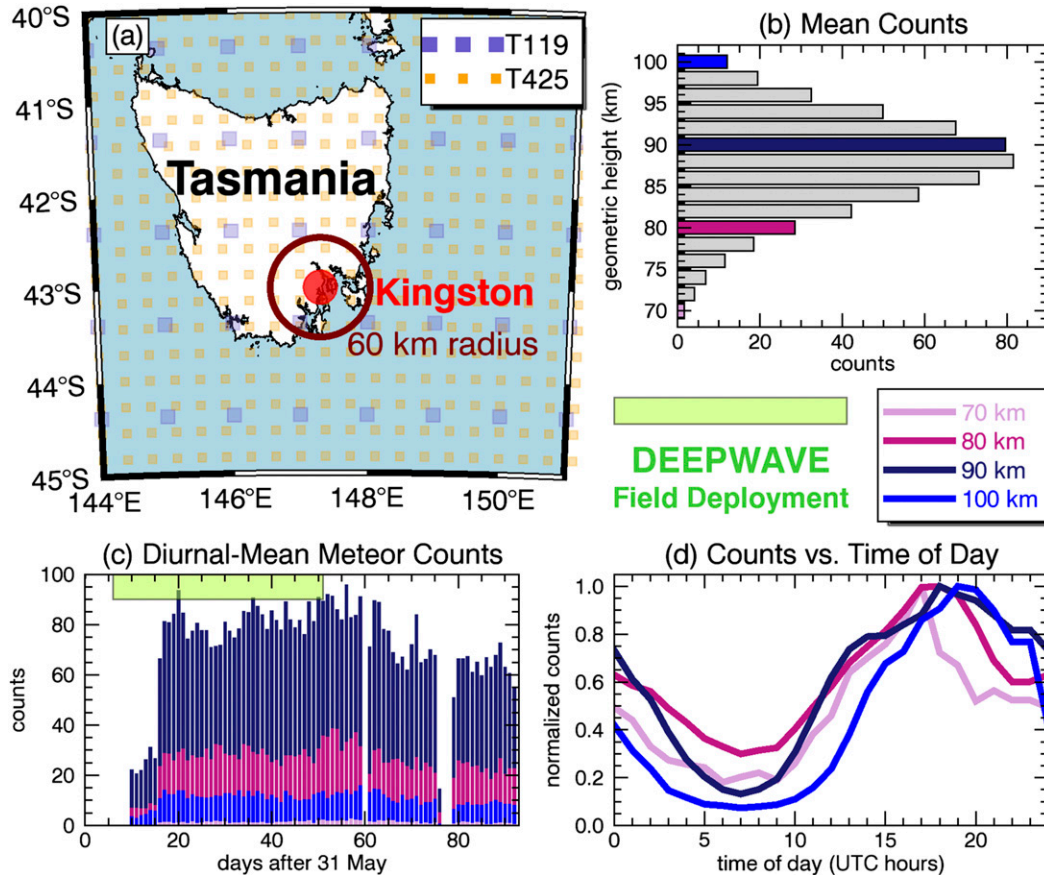 (a)
T119
T425
40°S
41°S
42°S
43°S
44°S
45°S
144°E
146°E
148°E
150°E
Tasmania
Kingston
60 km radius
(b) Mean Counts
geometric height (km)
100
95
90
85
80
75
70
0
20
40
60
80
counts
DEEPWAVE
Field Deployment
70 km
80 km
90 km
100 km
(c) Diurnal-Mean Meteor Counts
counts
100
80
60
40
20
0
0
20
40
60
80
days after 31 May
(d) Counts vs. Time of Day
normalized counts
1.0
0.8
0.6
0.4
0.2
0.0
0
5
10
15
20
time of day (UTC hours)